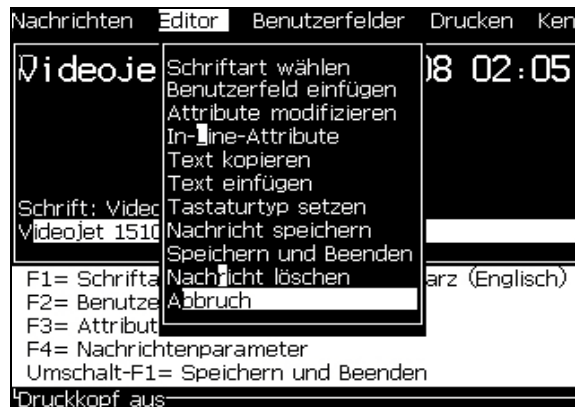 Nachrichten Editor Benutzerfelder Drucken Ken
Videoje 08 02:05
Schriftart wählen
Benutzerfeld einfügen
Attribute modifizieren
In-Line-Attribute
Text kopieren
Text einfügen
Tastaturtyp setzen
Nachricht speichern
Speichern und Beenden
Nachricht löschen
Abbruch
Schrift: Videc
Videojet 1510
F1= Schrifta arz (Englisch)
F2= Benutze
F3= Attribut
F4= Nachrichtenparameter
Umschalt-F1= Speichern und Beenden
Druckkopf aus